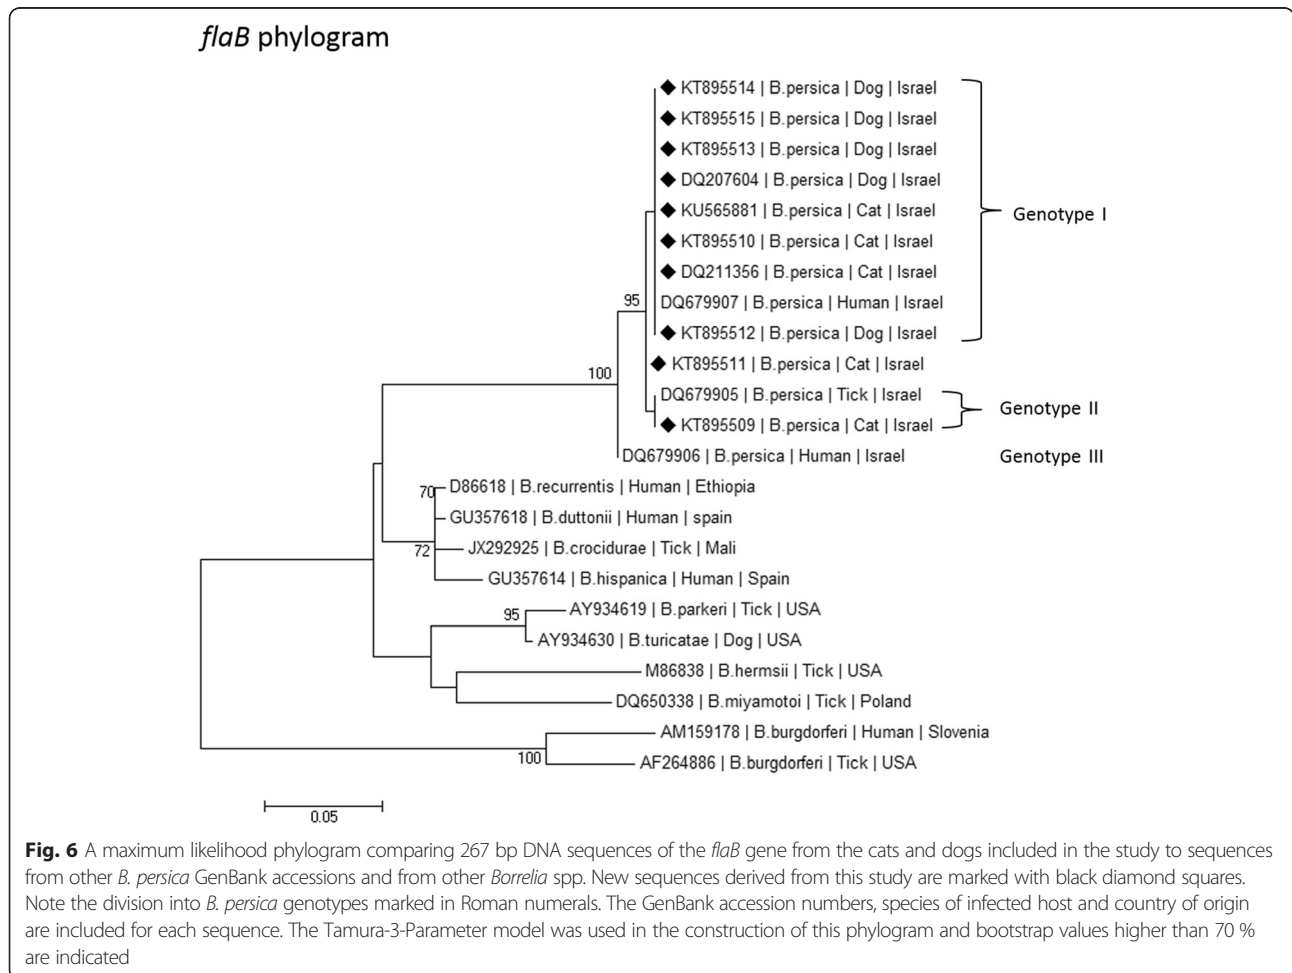 flaB phylogram
KT895514 | B.persica | Dog | Israel
KT895515 | B.persica | Dog | Israel
KT895513 | B.persica | Dog | Israel
DQ207604 | B.persica | Dog | Israel
KU565881 | B.persica | Cat | Israel
Genotype I
KT895510 | B.persica | Cat | Israel
DQ211356 | B.persica | Cat | Israel
95
DQ679907 | B.persica | Human | Israel
KT895512 | B.persica | Dog | Israel
KT895511 | B.persica | Cat | Israel
100
DQ679905 | B.persica | Tick | Israel
Genotype II
KT895509 | B.persica | Cat | Israel
DQ679906 | B.persica | Human | Israel
Genotype III
70
D86618 | B.recurrentis | Human | Ethiopia
GU357618 | B.duttonii | Human | spain
72
JX292925 | B.crocidurae | Tick | Mali
GU357614 | B.hispanica | Human | Spain
95
AY934619 | B.parkeri | Tick | USA
AY934630 | B.turicatae | Dog | USA
M86838 | B.hermsii | Tick | USA
DQ650338 | B.miyamotoi | Tick | Poland
AM159178 | B.burgdorferi | Human | Slovenia
100
AF264886 | B.burgdorferi | Tick | USA
0.05
Fig. 6 A maximum likelihood phylogram comparing 267 bp DNA sequences of the flaB gene from the cats and dogs included in the study to sequences
from other B. persica GenBank accessions and from other Borrelia spp. New sequences derived from this study are marked with black diamond squares.
Note the division into B. persica genotypes marked in Roman numerals. The GenBank accession numbers, species of infected host and country of origin
are included for each sequence. The Tamura-3-Parameter model was used in the construction of this phylogram and bootstrap values higher than 70 %
are indicated